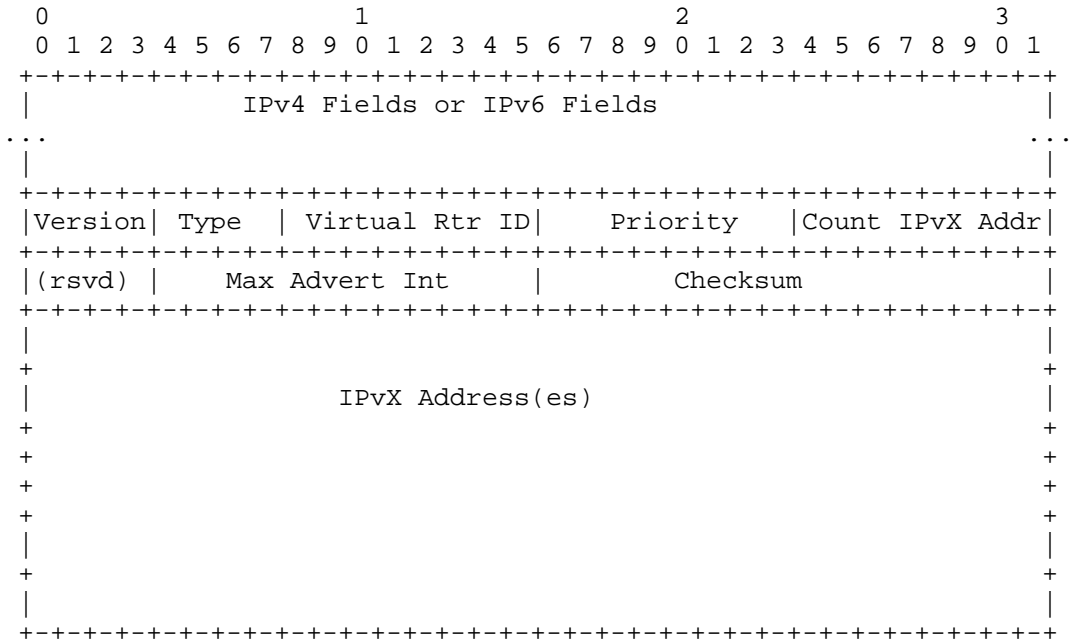 0                   1                   2                   3
0 1 2 3 4 5 6 7 8 9 0 1 2 3 4 5 6 7 8 9 0 1 2 3 4 5 6 7 8 9 0 1
+-+-+-+-+-+-+-+-+-+-+-+-+-+-+-+-+-+-+-+-+-+-+-+-+-+-+-+-+-+-+-+-+
|             IPv4 Fields or IPv6 Fields                        |
...                                                             ...
|                                                               |
+-+-+-+-+-+-+-+-+-+-+-+-+-+-+-+-+-+-+-+-+-+-+-+-+-+-+-+-+-+-+-+-+
|Version| Type  | Virtual Rtr ID|    Priority   |Count IPvX Addr|
+-+-+-+-+-+-+-+-+-+-+-+-+-+-+-+-+-+-+-+-+-+-+-+-+-+-+-+-+-+-+-+-+
|(rsvd) |    Max Advert Int     |        Checksum               |
+-+-+-+-+-+-+-+-+-+-+-+-+-+-+-+-+-+-+-+-+-+-+-+-+-+-+-+-+-+-+-+-+
|                                                               |
+                                                               +
|                   IPvX Address(es)                            |
+                                                               +
+                                                               +
+                                                               +
+                                                               +
|                                                               |
+                                                               +
|                                                               |
+-+-+-+-+-+-+-+-+-+-+-+-+-+-+-+-+-+-+-+-+-+-+-+-+-+-+-+-+-+-+-+-+